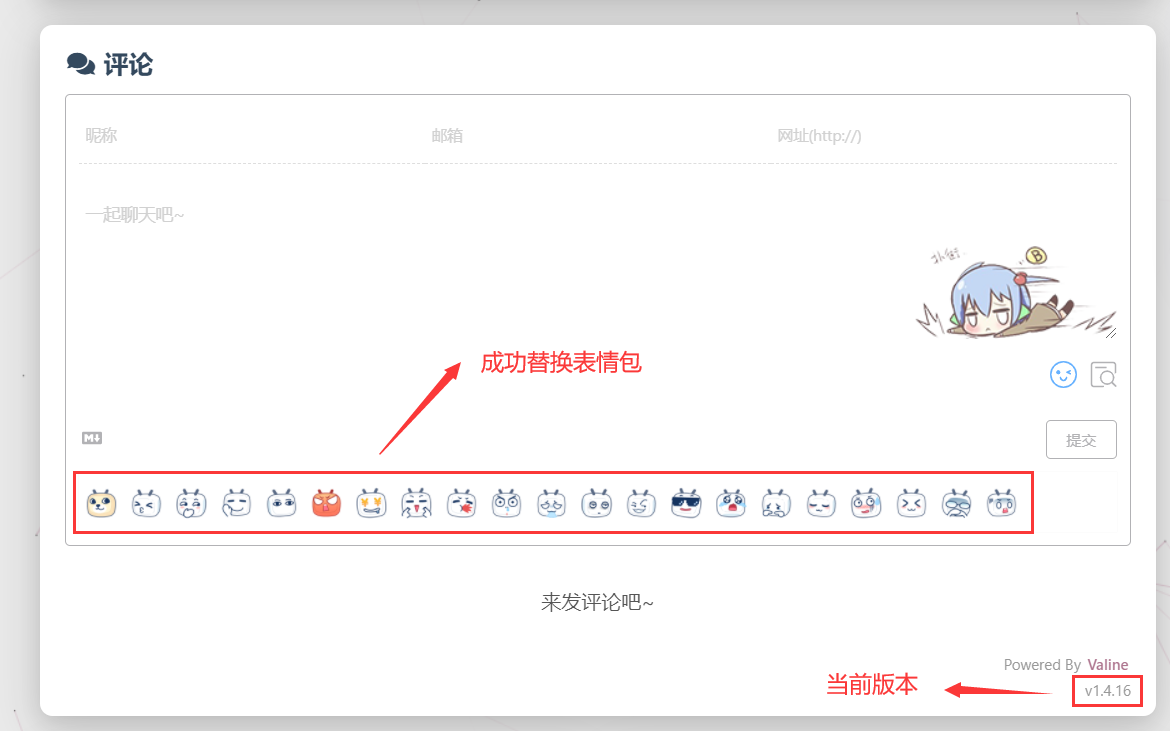 评论
昵称 邮箱 网址(http://)
一起聊天吧~
扑街
B
成功替换表情包
M
提交
来发评论吧~
Powered By Valine
当前版本
v1.4.16